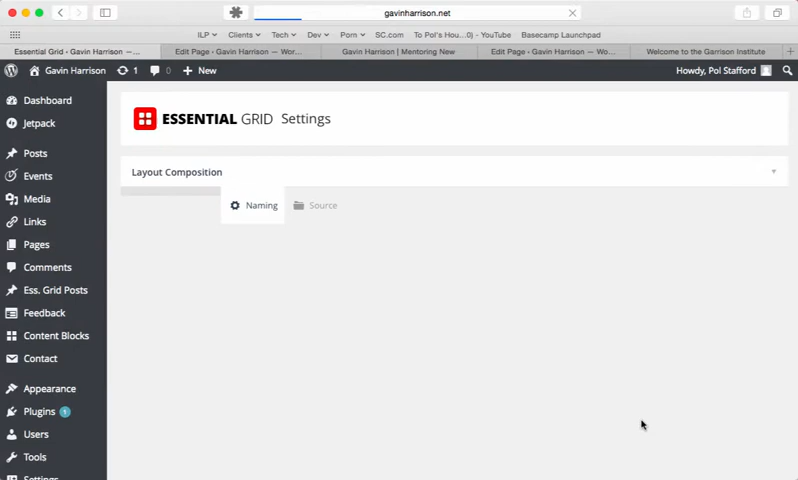 gavinharrison.net
ILP Clients Tech Dev Porn SC.com To Pol's Hou...0) - YouTube Basecamp Launchpad
Essential Grid ‹ Gavin Harrison —... Edit Page ‹ Gavin Harrison — Wor... Gavin Harrison | Mentoring New Edit Page ‹ Gavin Harrison — Wo... Welcome to the Garrison Institute
Gavin Harrison 1 0 New Howdy, Pol Stafford
Dashboard
Jetpack
Posts
Events
Media
Links
Pages
Comments
Ess. Grid Posts
Feedback
Content Blocks
Contact
Appearance
Plugins 1
Users
Tools
Settings
ESSENTIAL GRID Settings
Layout Composition
Naming Source